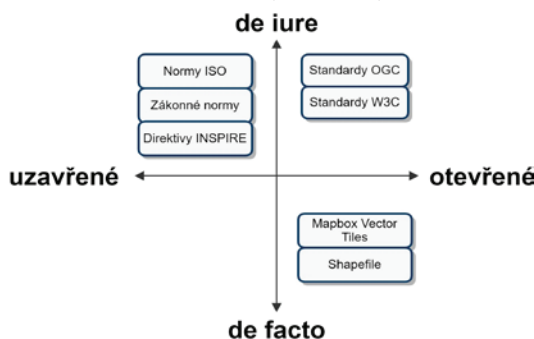 de iure
Normy ISO
Zákonné normy
Direktivy INSPIRE
Standardy OGC
Standardy W3C
uzavřené
otevřené
Mapbox Vector
Tiles
Shapefile
de facto